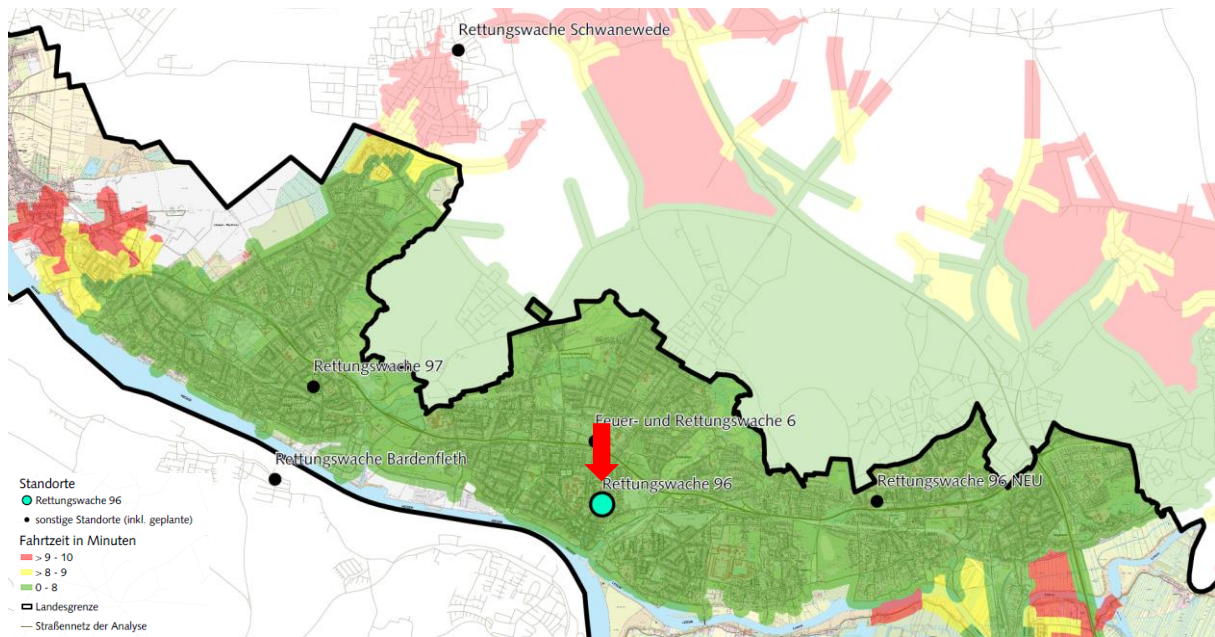 Rettungswache Schwanewede
Rettungswache 97
Feuer- und Rettungswache 6
Rettungswache Bardenfleth
Rettungswache 96
Rettungswache 96 NEU
Standorte
Rettungswache 96
sonstige Standorte (inkl. geplante)
Fahrtzeit in Minuten
> 9 - 10
> 8 - 9
0 - 8
Landesgrenze
Straßennetz der Analyse